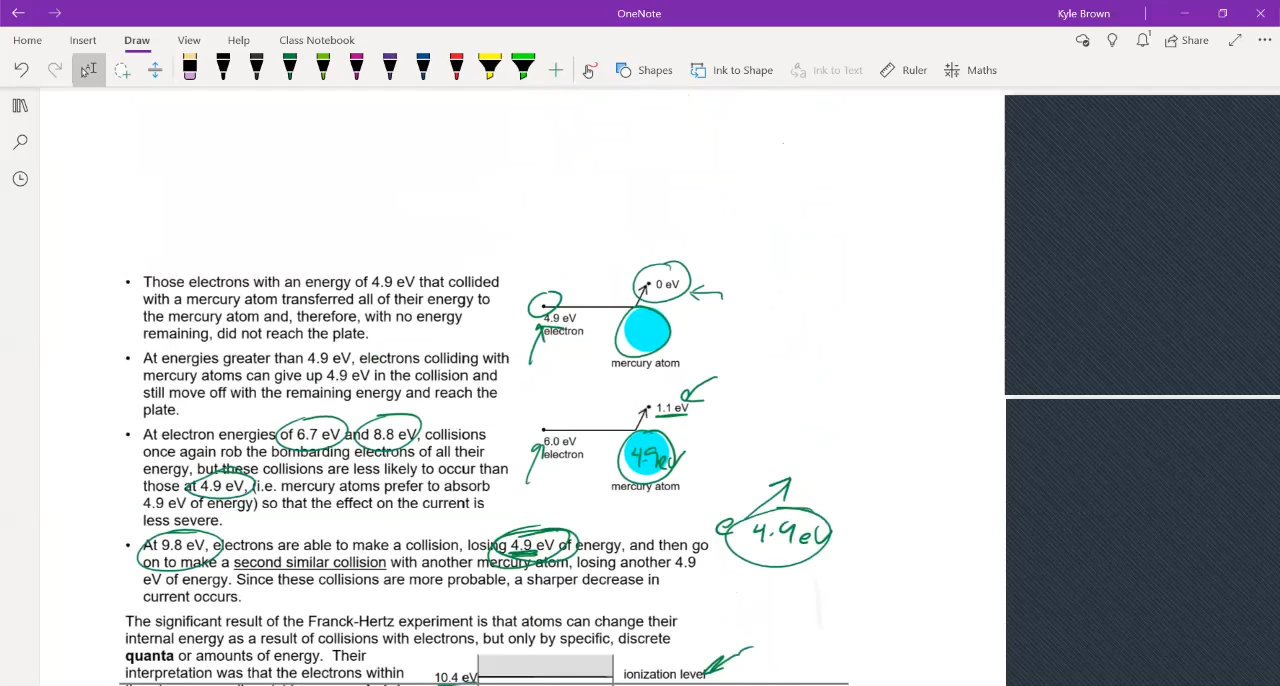 OneNote
Kyle Brown
Home Insert Draw View Help Class Notebook
Share
Shapes Ink to Shape Ink to Text Ruler Maths
• Those electrons with an energy of 4.9 eV that collided
with a mercury atom transferred all of their energy to
the mercury atom and, therefore, with no energy
remaining, did not reach the plate.
0 eV
4.9 eV
electron
mercury atom
• At energies greater than 4.9 eV, electrons colliding with
mercury atoms can give up 4.9 eV in the collision and
still move off with the remaining energy and reach the
plate.
1.1 eV
6.0 eV
electron
4.9eV
mercury atom
• At electron energies of 6.7 eV and 8.8 eV, collisions
once again rob the bombarding electrons of all their
energy, but these collisions are less likely to occur than
those at 4.9 eV, (i.e. mercury atoms prefer to absorb
4.9 eV of energy) so that the effect on the current is
less severe.
e 4.9eV
• At 9.8 eV, electrons are able to make a collision, losing 4.9 eV of energy, and then go
on to make a second similar collision with another mercury atom, losing another 4.9
eV of energy. Since these collisions are more probable, a sharper decrease in
current occurs.
The significant result of the Franck-Hertz experiment is that atoms can change their
internal energy as a result of collisions with electrons, but only by specific, discrete
quanta or amounts of energy. Their
interpretation was that the electrons within
10.4 eV
ionization level